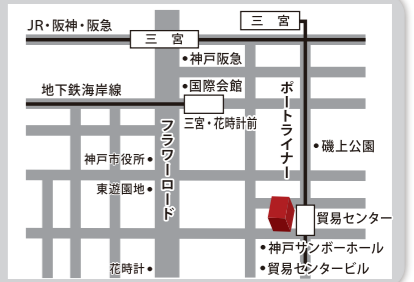 三 宮
JR・阪神・阪急
三 宮
•神戸阪急
•国際会館
地下鉄海岸線
三宮・花時計前
ポートライナー
フラワーロード
•磯上公園
神戸市役所•
東遊園地•
貿易センター
•神戸サンボーホール
花時計•
•貿易センタービル